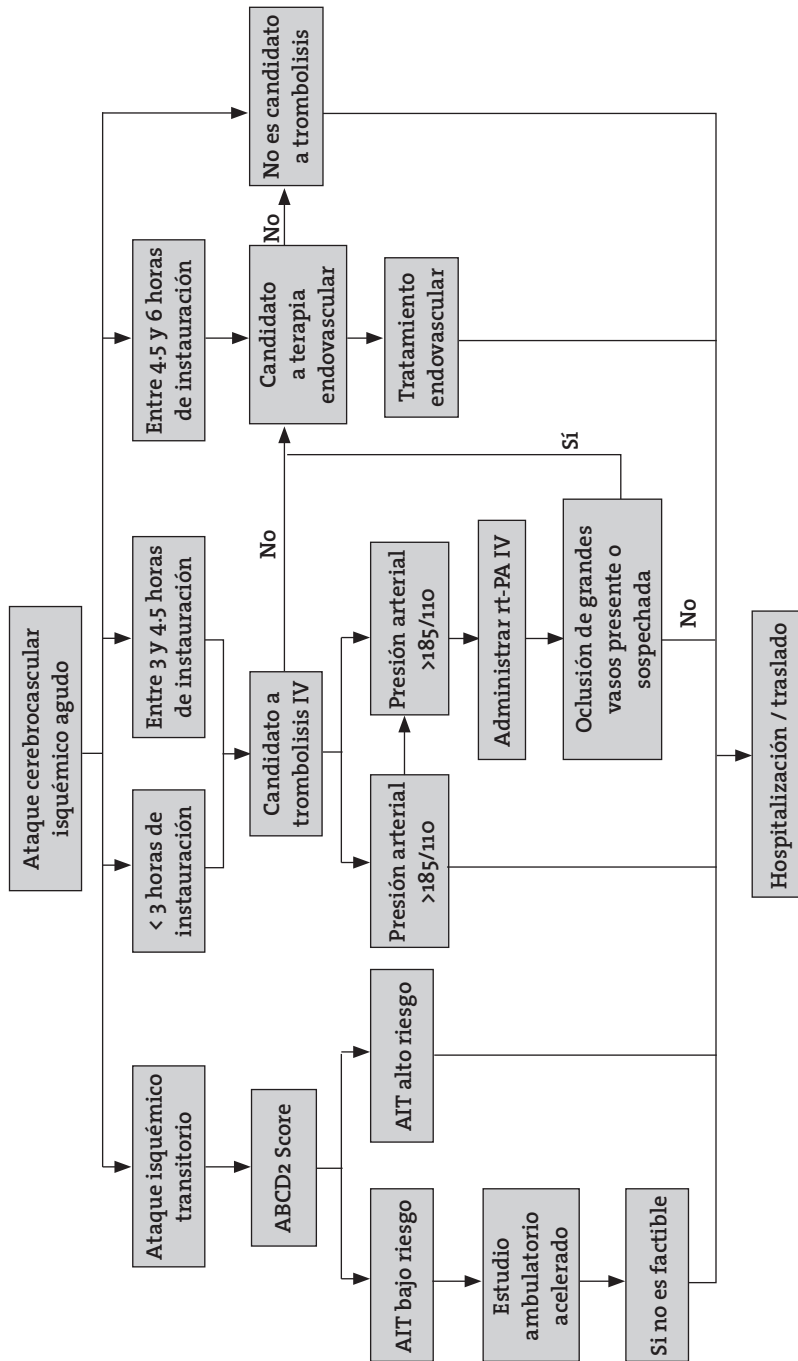 Ataque cerebrocascular
isquémico agudo
Ataque isquémico
transitorio
< 3 horas de
instauración
Entre 3 y 4.5 horas
de instauración
Entre 4.5 y 6 horas
de instauración
No es candidato
a trombolisis
ABCD2 Score
Candidato a
trombolisis IV
No
Candidato
a terapia
endovascular
No
AIT bajo riesgo
AIT alto riesgo
Presión arterial
>185/110
Presión arterial
>185/110
Tratamiento
endovascular
Estudio
ambulatorio
acelerado
Administrar rt-PA IV
Si no es factible
Oclusión de grandes
vasos presente o
sospechada
Sí
No
Hospitalización / traslado